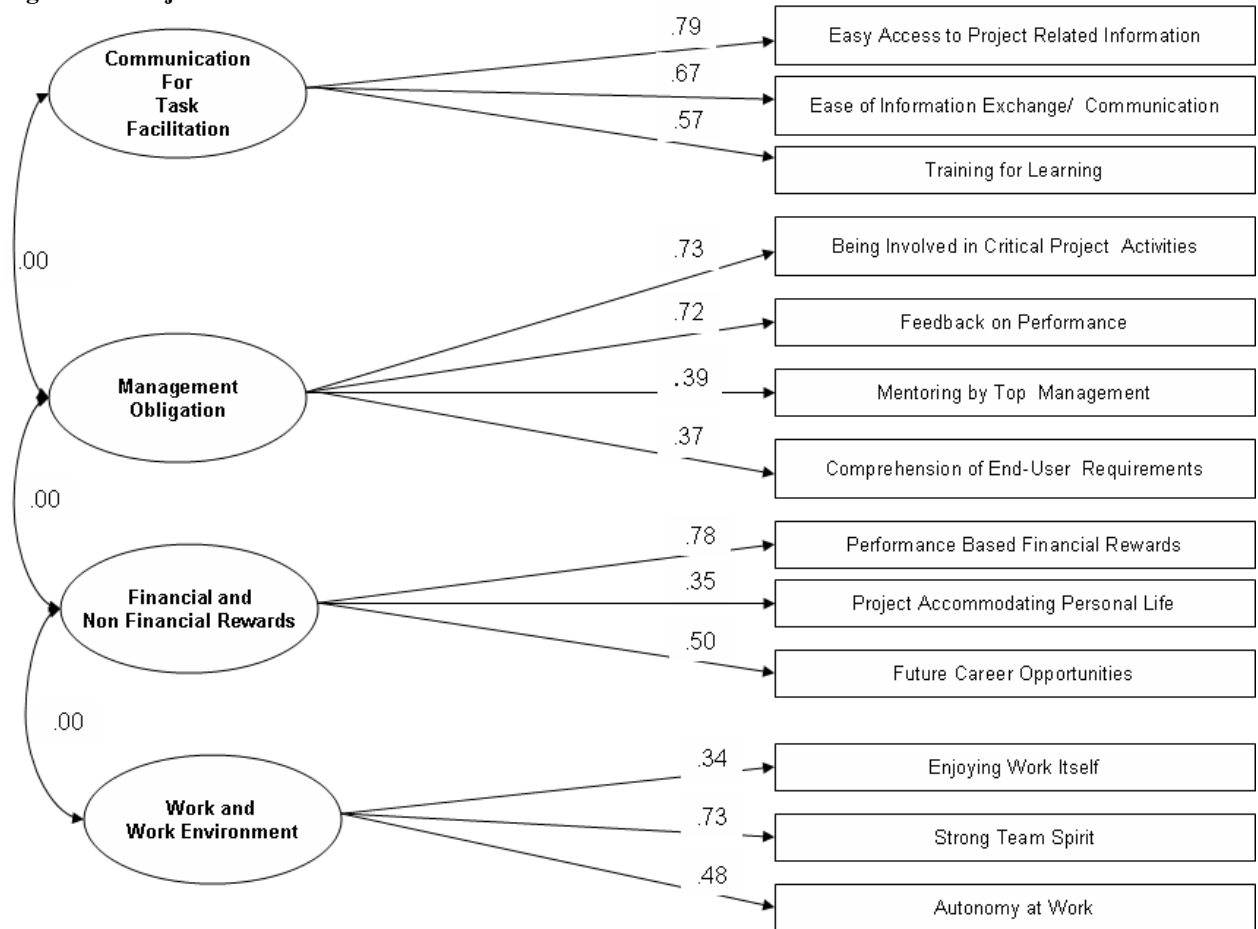 Communication
For
Task
Facilitation
.79
Easy Access to Project Related Information
.67
Ease of Information Exchange/ Communication
.57
Training for Learning
.00
Management
Obligation
.73
Being Involved in Critical Project Activities
.72
Feedback on Performance
.39
Mentoring by Top Management
.37
Comprehension of End-User Requirements
.00
Financial and
Non Financial Rewards
.78
Performance Based Financial Rewards
.35
Project Accommodating Personal Life
.50
Future Career Opportunities
.00
Work and
Work Environment
.34
Enjoying Work Itself
.73
Strong Team Spirit
.48
Autonomy at Work